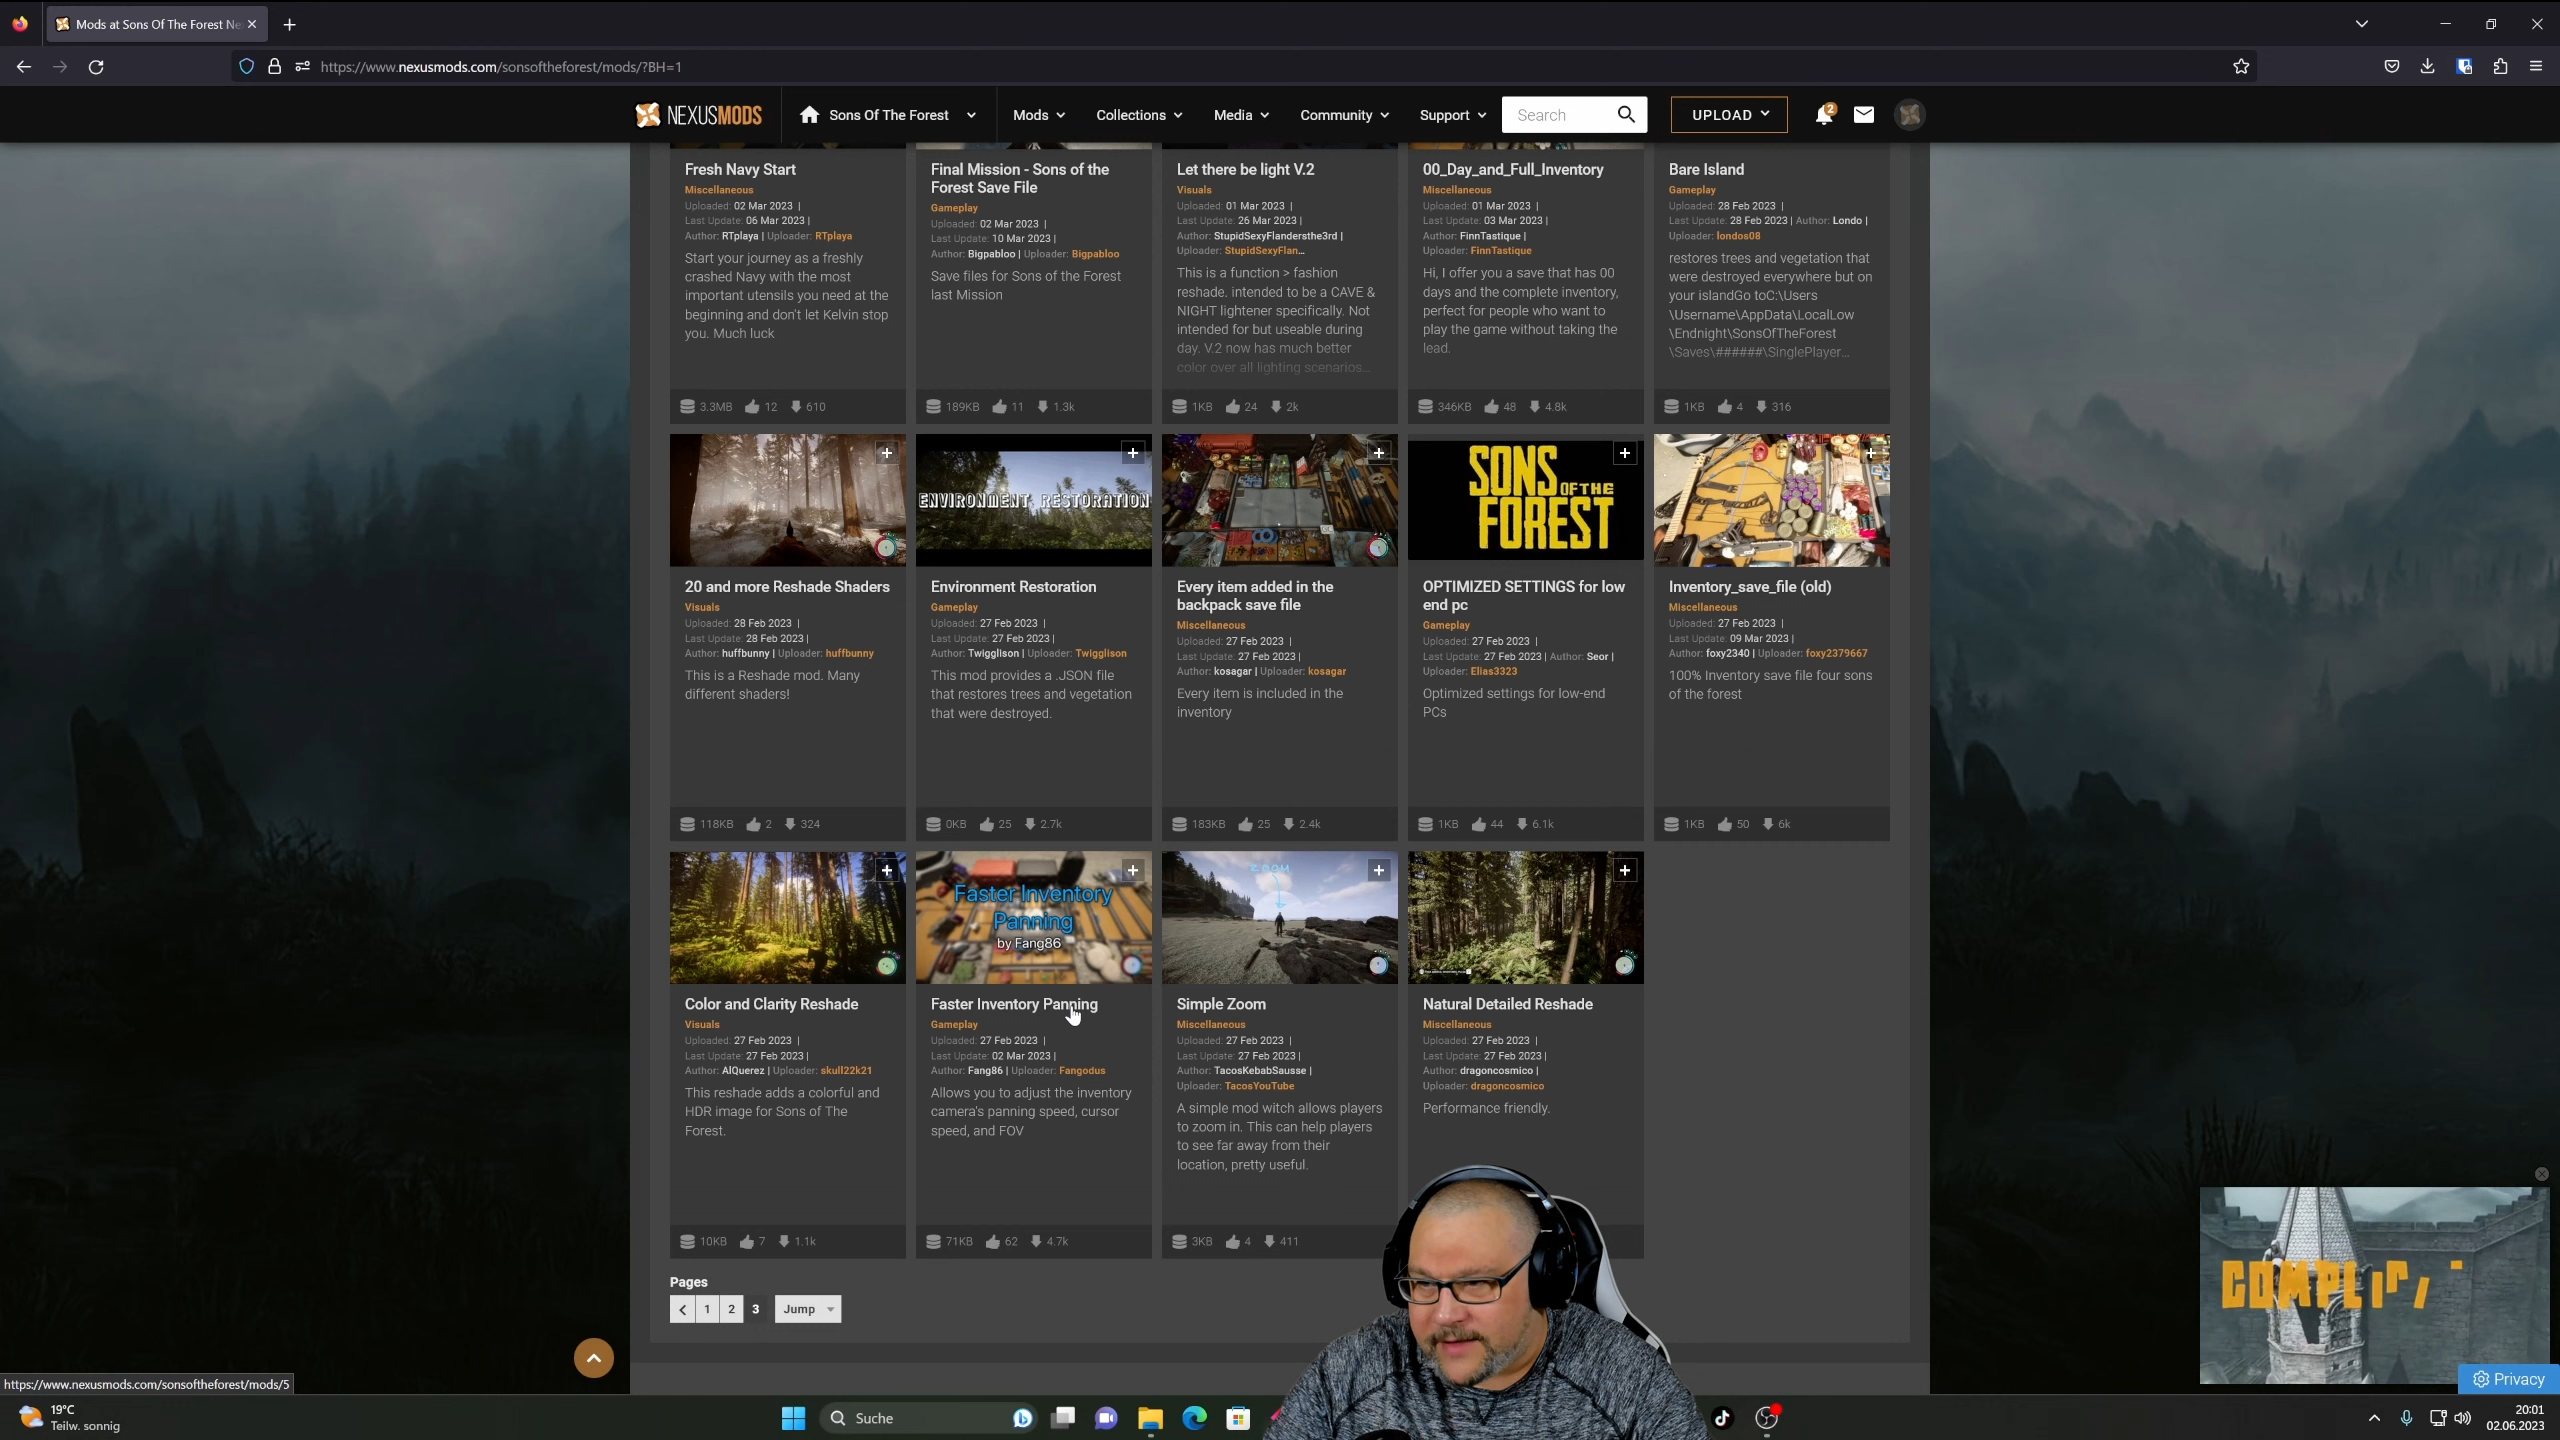 Mods at Sons Of The Forest Ne
https://www.nexusmods.com/sonsoftheforest/mods/?BH=1
NEXUSMODS
Sons Of The Forest
Mods
Collections
Media
Community
Support
Search
UPLOAD
2
Fresh Navy Start
Miscellaneous
Uploaded: 02 Mar 2023 |
Last Update: 06 Mar 2023 |
Author: RTplaya | Uploader: RTplaya
Start your journey as a freshly
crashed Navy with the most
important utensils you need at the
beginning and don't let Kelvin stop
you. Much luck
3.3MB 12 610
Final Mission - Sons of the
Forest Save File
Gameplay
Uploaded: 02 Mar 2023 |
Last Update: 10 Mar 2023 |
Author: Bigpabloo | Uploader: Bigpabloo
Save files for Sons of the Forest
last Mission
189KB 11 1.3k
Let there be light V.2
Visuals
Uploaded: 01 Mar 2023 |
Last Update: 26 Mar 2023 |
Author: StupidSexyFlandersthe3rd |
Uploader: StupidSexyFlan...
This is a function > fashion
reshade. intended to be a CAVE &
NIGHT lightener specifically. Not
intended for but useable during
day. V.2 now has much better
color over all lighting scenarios...
1KB 24 2k
00_Day_and_Full_Inventory
Miscellaneous
Uploaded: 01 Mar 2023 |
Last Update: 03 Mar 2023 |
Author: FinnTastique |
Uploader: FinnTastique
Hi, I offer you a save that has 00
days and the complete inventory,
perfect for people who want to
play the game without taking the
lead.
346KB 48 4.8k
Bare Island
Gameplay
Uploaded: 28 Feb 2023 |
Last Update: 28 Feb 2023 | Author: Londo |
Uploader: londos08
restores trees and vegetation that
were destroyed everywhere but on
your islandGo toC:\Users
\Username\AppData\LocalLow
\Endnight\SonsOfTheForest
\Saves\######\SinglePlayer...
1KB 4 316
20 and more Reshade Shaders
Visuals
Uploaded: 28 Feb 2023 |
Last Update: 28 Feb 2023 |
Author: huffbunny | Uploader: huffbunny
This is a Reshade mod. Many
different shaders!
118KB 2 324
ENVIRONMENT RESTORATION
Environment Restoration
Gameplay
Uploaded: 27 Feb 2023 |
Last Update: 27 Feb 2023 |
Author: Twigglison | Uploader: Twigglison
This mod provides a .JSON file
that restores trees and vegetation
that were destroyed.
0KB 25 2.7k
Every item added in the
backpack save file
Miscellaneous
Uploaded: 27 Feb 2023 |
Last Update: 27 Feb 2023 |
Author: kosagar | Uploader: kosagar
Every item is included in the
inventory
183KB 25 2.4k
SONS
OF THE
FOREST
OPTIMIZED SETTINGS for low
end pc
Gameplay
Uploaded: 27 Feb 2023 |
Last Update: 27 Feb 2023 | Author: Seor |
Uploader: Elias3323
Optimized settings for low-end
PCs
1KB 44 6.1k
Inventory_save_file (old)
Miscellaneous
Uploaded: 27 Feb 2023 |
Last Update: 09 Mar 2023 |
Author: foxy2340 | Uploader: foxy2379667
100% Inventory save file four sons
of the forest
1KB 50 6k
Color and Clarity Reshade
Visuals
Uploaded: 27 Feb 2023 |
Last Update: 27 Feb 2023 |
Author: AlQuerez | Uploader: skull22k21
This reshade adds a colorful and
HDR image for Sons of The
Forest.
10KB 7 1.1k
Faster Inventory
Panning
by Fang86
Faster Inventory Panning
Gameplay
Uploaded: 27 Feb 2023 |
Last Update: 02 Mar 2023 |
Author: Fang86 | Uploader: Fangodus
Allows you to adjust the inventory
camera's panning speed, cursor
speed, and FOV
71KB 62 4.7k
ZOOM
Simple Zoom
Miscellaneous
Uploaded: 27 Feb 2023 |
Last Update: 27 Feb 2023 |
Author: TacosKebabSausse |
Uploader: TacosYouTube
A simple mod witch allows players
to zoom in. This can help players
to see far away from their
location, pretty useful.
3KB 4 411
Natural Detailed Reshade
Miscellaneous
Uploaded: 27 Feb 2023 |
Last Update: 27 Feb 2023 |
Author: dragoncosmico |
Uploader: dragoncosmico
Performance friendly.
Pages
1 2 3 Jump
Privacy
https://www.nexusmods.com/sonsoftheforest/mods/5
19°C
Teilw. sonnig
Suche
20:01
02.06.2023